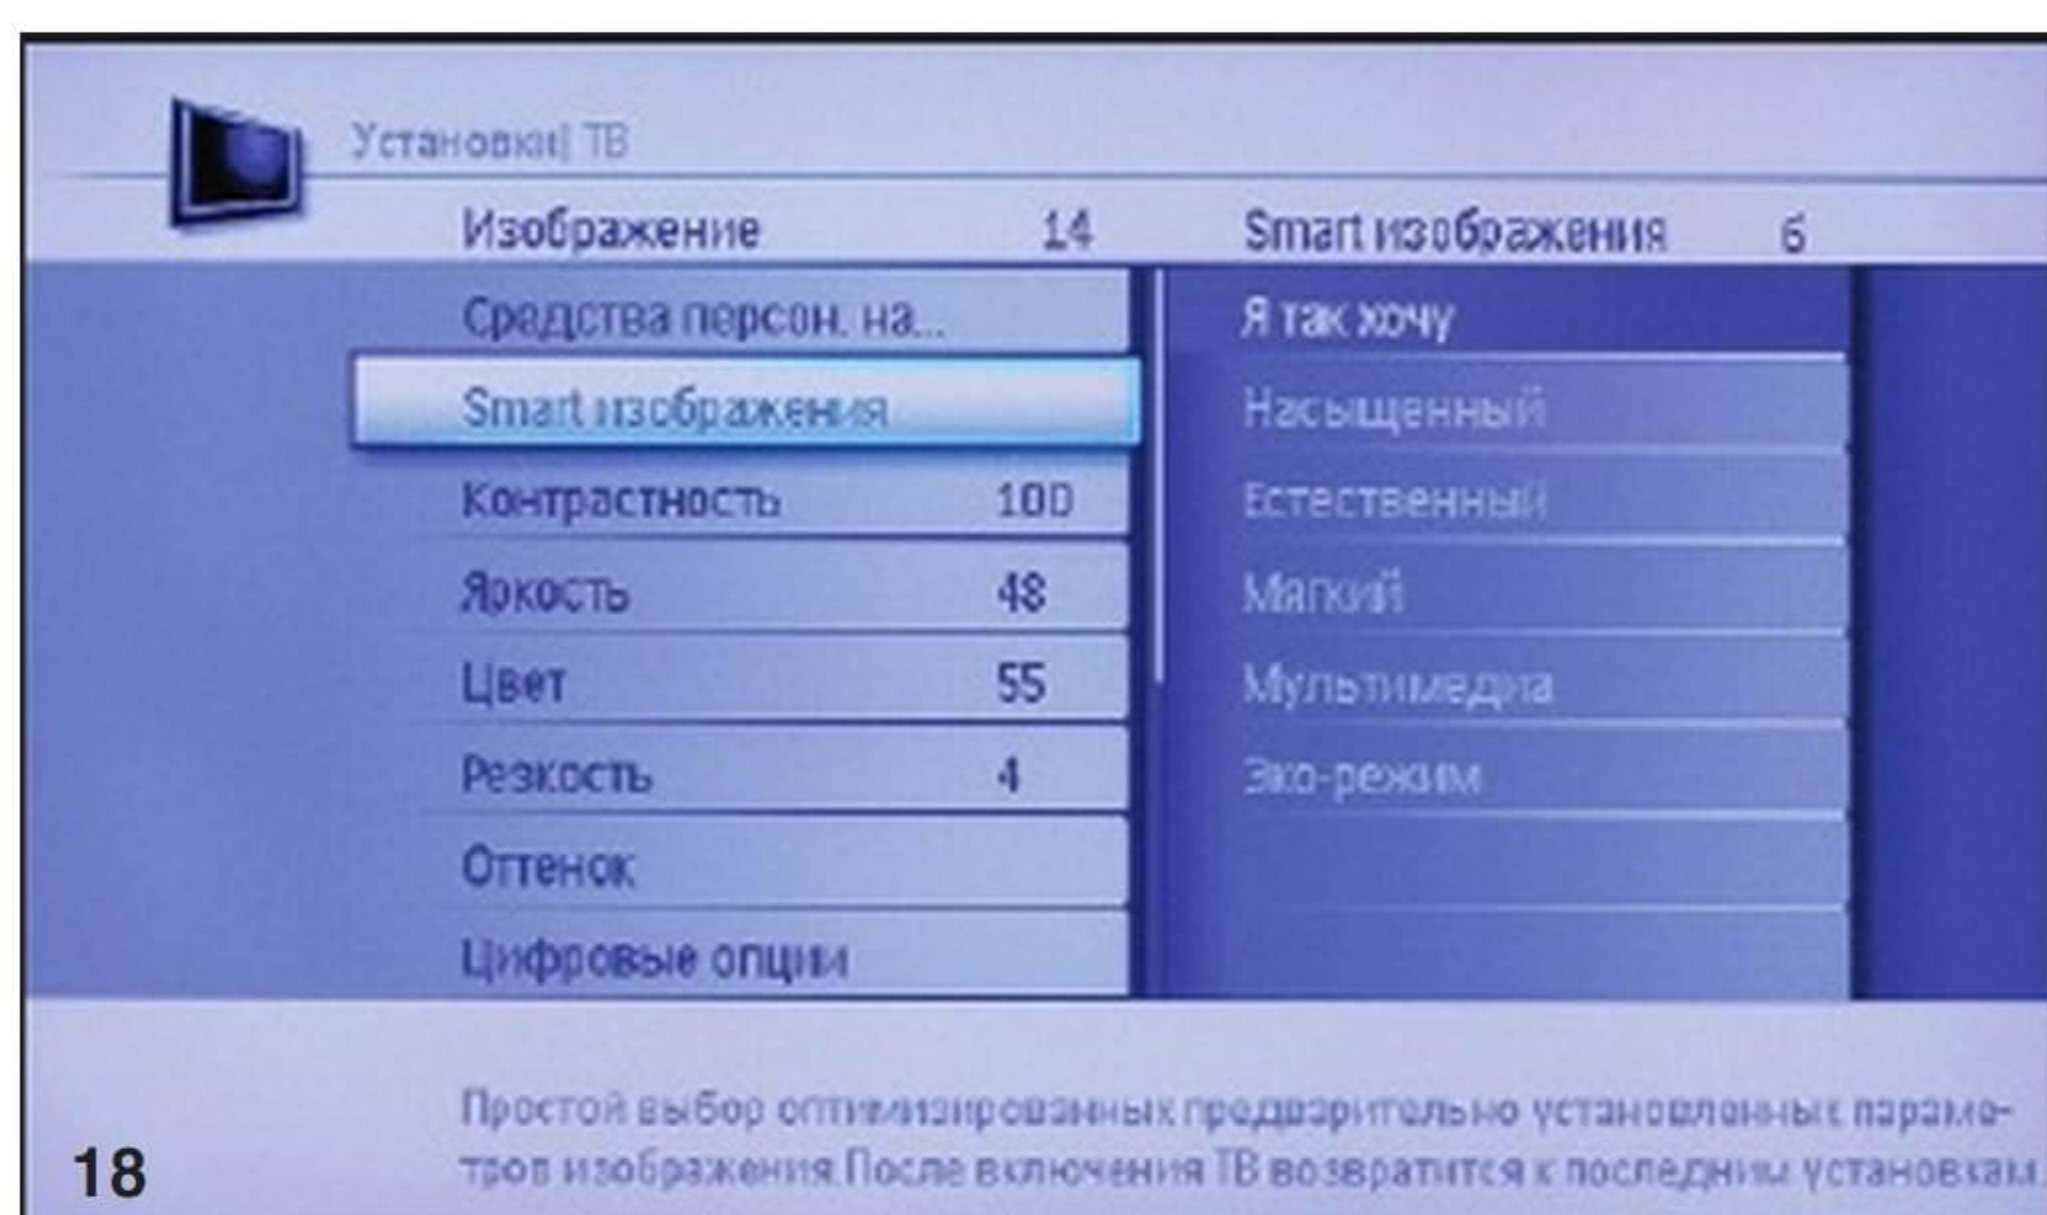 Установки| ТВ
Изображение 14 Smart изображения 6
Средства персон. на... Я так хочу
Smart изображения Насыщенный
Контрастность 100 Естественный
Яркость 48 Мягкий
Цвет 55 Мультимедиа
Резкость 4 Эко-режим
Оттенок
Цифровые опции
Простой выбор оптимизированных предварительно установленных параме-
тров изображения.После включения ТВ возвратится к последним установкам.
18